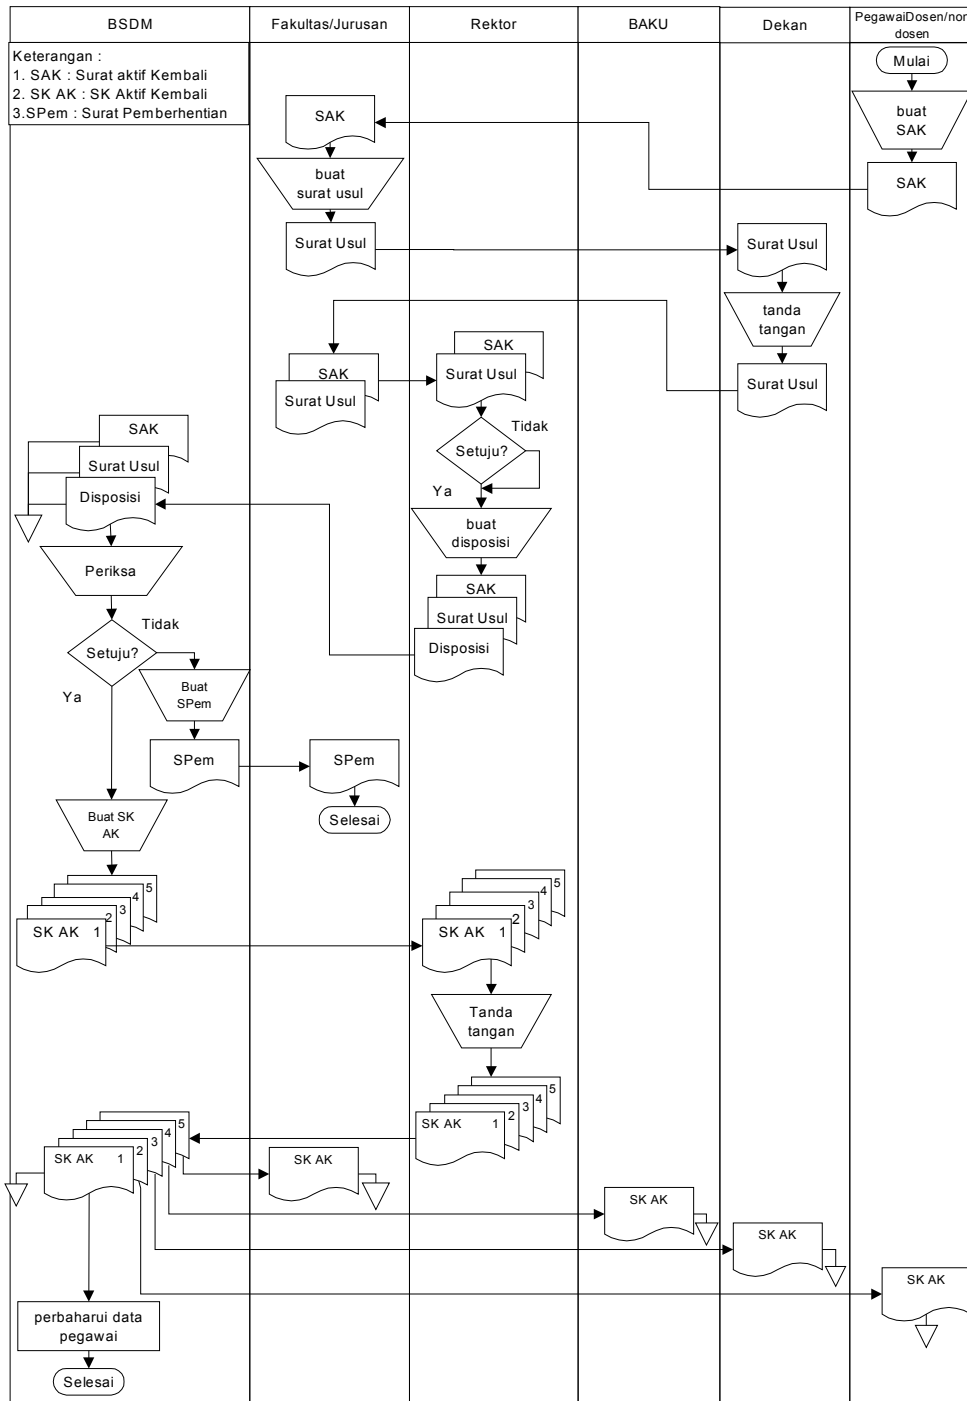 BSDM
Fakultas/Jurusan
Rektor
BAKU
Dekan
PegawaiDosen/non
dosen
Keterangan :
1. SAK : Surat aktif Kembali
2. SK AK : SK Aktif Kembali
3.SPem : Surat Pemberhentian
Mulai
buat
SAK
SAK
SAK
buat
surat usul
Surat Usul
Surat Usul
tanda
tangan
Surat Usul
SAK
Surat Usul
SAK
Surat Usul
Setuju?
Tidak
Ya
buat
disposisi
SAK
Surat Usul
Disposisi
SAK
Surat Usul
Disposisi
Periksa
Setuju?
Tidak
Ya
Buat
SPem
SPem
SPem
Selesai
Buat SK
AK
5
4
3
2
SK AK 1
5
4
3
2
SK AK 1
Tanda
tangan
5
4
3
2
SK AK 1
5
4
3
2
SK AK 1
SK AK
SK AK
SK AK
SK AK
perbaharui data
pegawai
Selesai